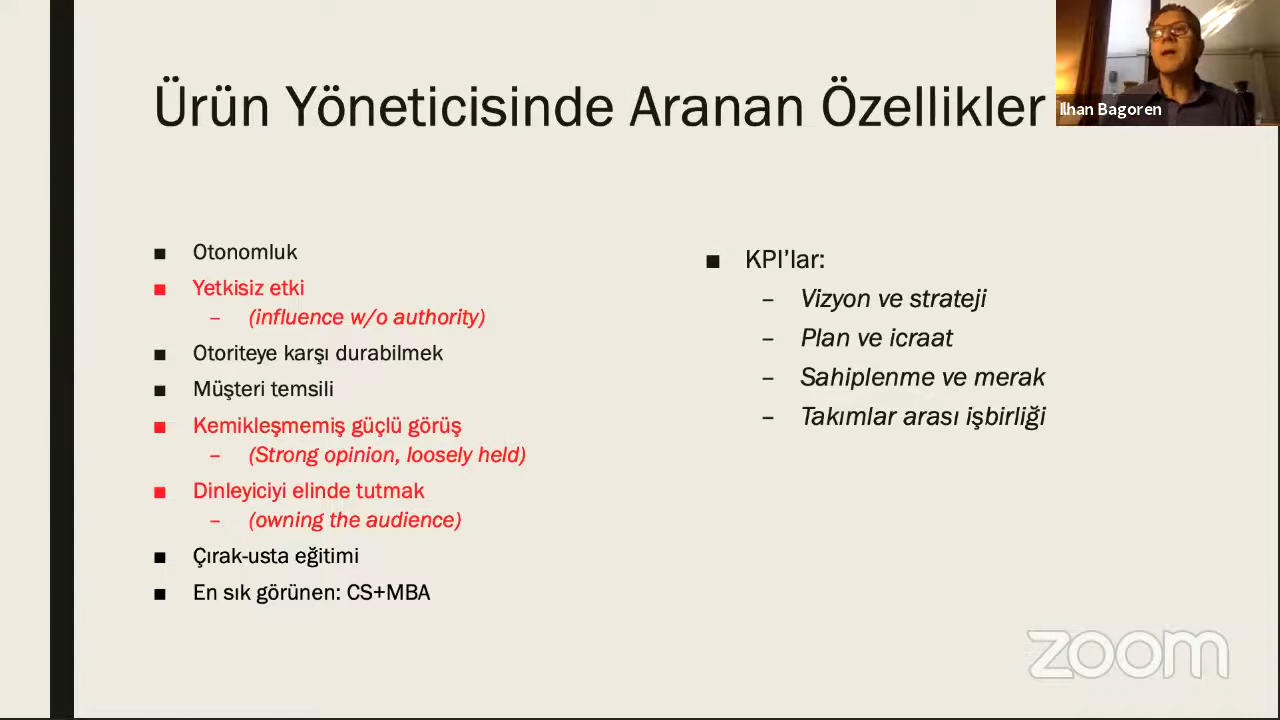 Ürün Yöneticisinde Aranan Özellikler
Ilhan Bagoren
■ Otonomluk
■ Yetkisiz etki
– (influence w/o authority)
■ Otoriteye karşı durabilmek
■ Müşteri temsili
■ Kemikleşmemiş güçlü görüş
– (Strong opinion, loosely held)
■ Dinleyiciyi elinde tutmak
– (owning the audience)
■ Çırak-usta eğitimi
■ En sık görünen: CS+MBA
■ KPI’lar:
– Vizyon ve strateji
– Plan ve icraat
– Sahiplenme ve merak
– Takımlar arası işbirliği
zoom